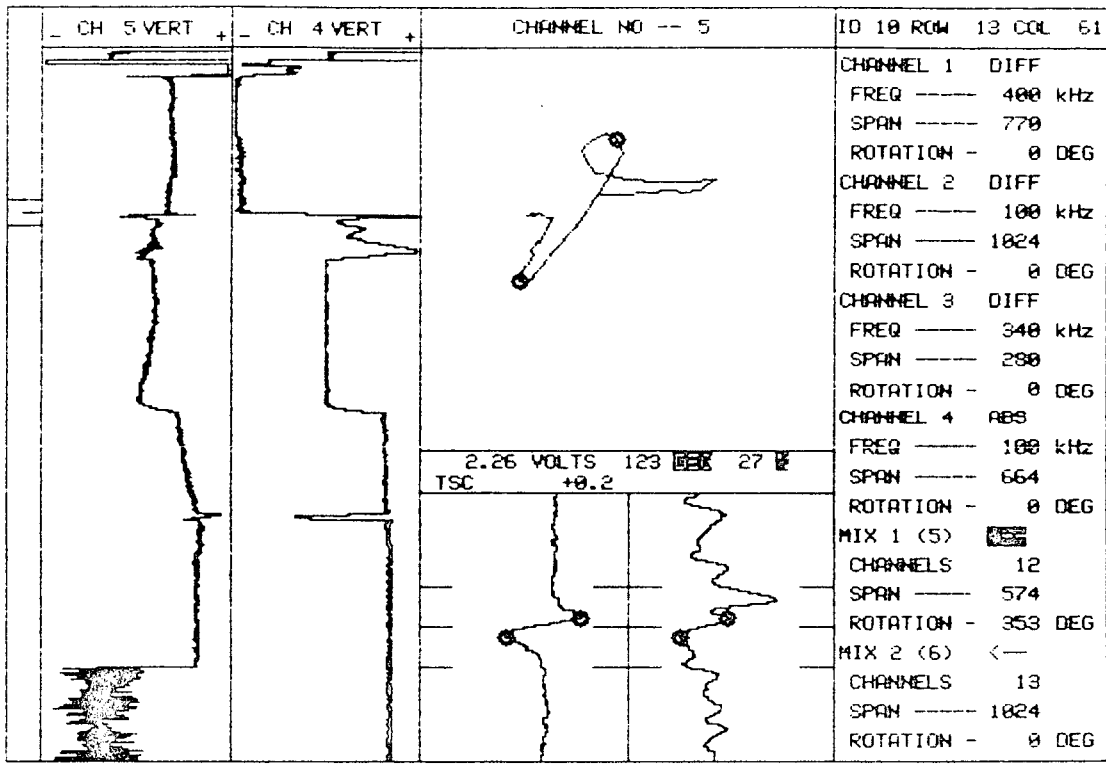 _ CH 5 VERT +
_ CH 4 VERT +
CHANNEL NO -- 5
ID 10 ROW 13 COL 61
CHANNEL 1 DIFF
FREQ ----- 400 kHz
SPAN ----- 770
ROTATION - 0 DEG
CHANNEL 2 DIFF
FREQ ----- 100 kHz
SPAN ----- 1024
ROTATION - 0 DEG
CHANNEL 3 DIFF
FREQ ----- 340 kHz
SPAN ----- 280
ROTATION - 0 DEG
CHANNEL 4 ABS
FREQ ----- 100 kHz
SPAN ----- 664
ROTATION - 0 DEG
MIX 1 (5)
CHANNELS 12
SPAN ----- 574
ROTATION - 353 DEG
MIX 2 (6) <--
CHANNELS 13
SPAN ----- 1024
ROTATION - 0 DEG
2.26 VOLTS 123 27
TSC +0.2